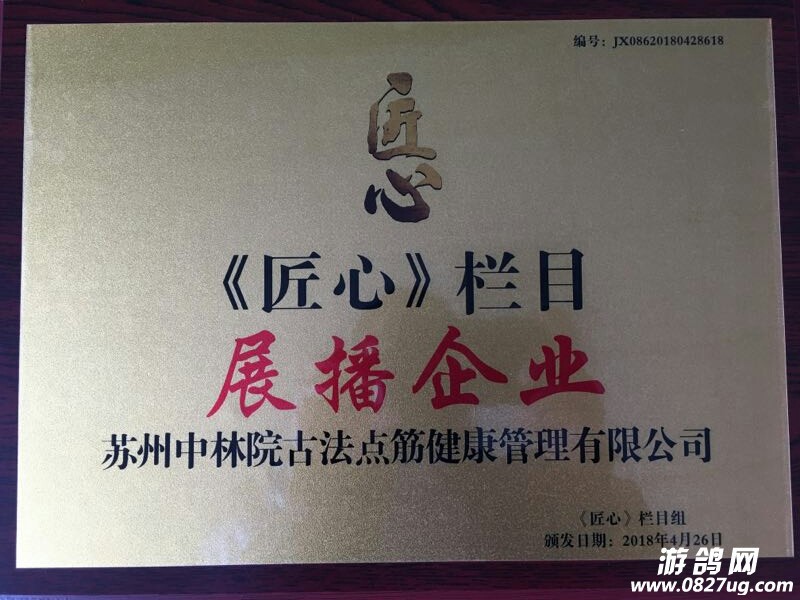 编号：JX08620180428618
匠
心
《匠心》栏目
展播企业
苏州中林院古法点筋健康管理有限公司
《匠心》栏目组
颁发日期：2018年4月26日
游鸽网
www.0827ug.com